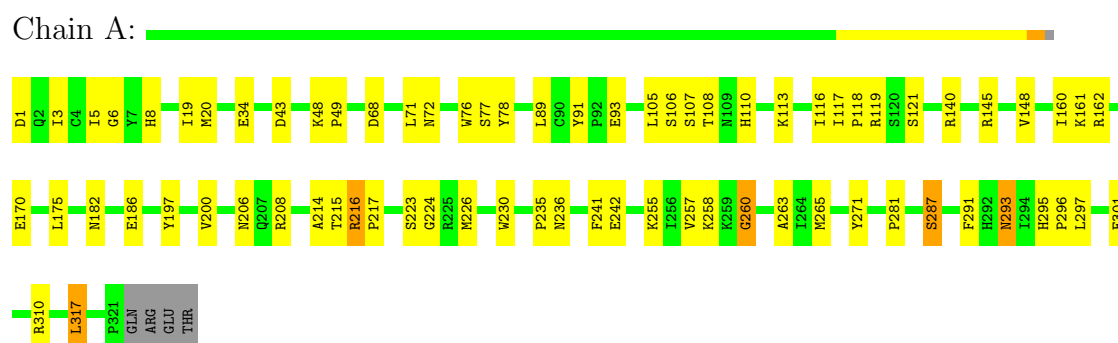 Chain A:
D1 Q2 I3 C4 I5 G6 Y7 H8 I19 M20 E34 D43 K48 P49 D68 L71 N72 W76 S77 Y78 L89 C90 Y91 P92 E93 L105 S106 S107 T108 N109 H110 K113 I116 I117 P118 R119 S120 S121 R140 R145 V148 I160 K161 R162
E170 L175 N182 E186 Y197 V200 N206 Q207 R208 A214 T215 R216 P217 S223 G224 R225 M226 W230 P235 N236 F241 E242 K255 I256 V257 K258 K259 G260 A263 I264 M265 Y271 P281 S287 F291 H292 N293 I294 H295 P296 L297
R310 L317 P321 GLN ARG GLU THR